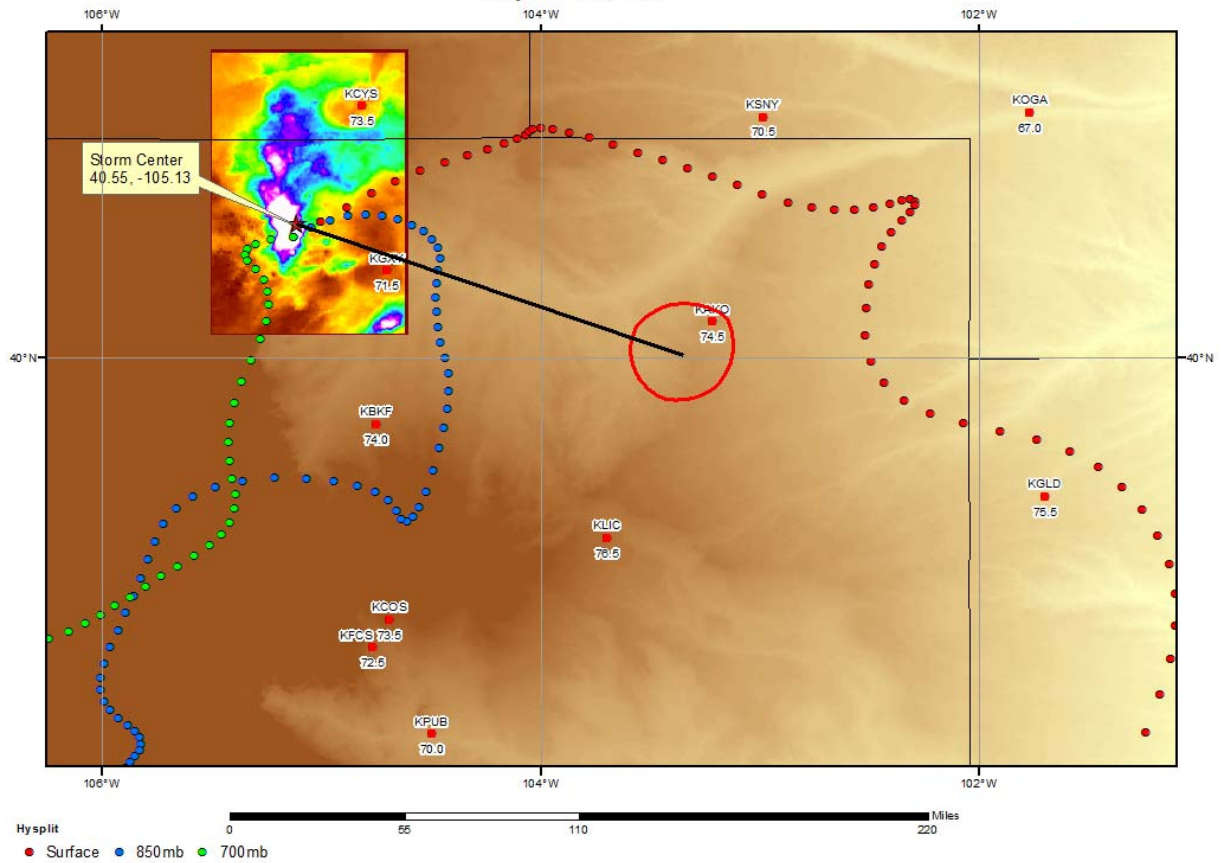 106°W
104°W
102°W
KCYS
73.5
KSNY
70.5
KOGA
67.0
Storm Center
40.55, -105.13
71.5
KAKO
74.5
40°N
40°N
KBKF
74.0
KGLD
75.5
KLIC
76.5
KCOS
KFCS 73.5
72.5
KPUB
70.0
106°W
104°W
102°W
Miles
0
55
110
220
Hysplit
Surface
850mb
700mb